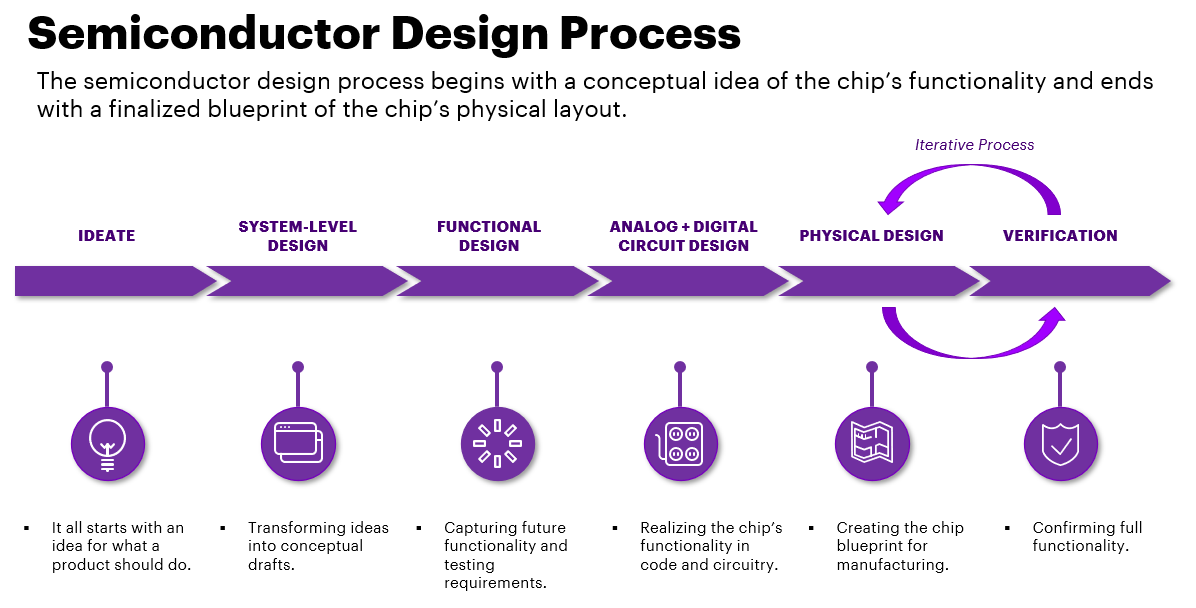 Semiconductor Design Process
The semiconductor design process begins with a conceptual idea of the chip’s functionality and ends
with a finalized blueprint of the chip’s physical layout.
Iterative Process
IDEATE
SYSTEM-LEVEL
DESIGN
FUNCTIONAL
DESIGN
ANALOG + DIGITAL
CIRCUIT DESIGN
PHYSICAL DESIGN
VERIFICATION
▪ It all starts with an
idea for what a
product should do.
▪ Transforming ideas
into conceptual
drafts.
▪ Capturing future
functionality and
testing
requirements.
▪ Realizing the chip’s
functionality in
code and circuitry.
▪ Creating the chip
blueprint for
manufacturing.
▪ Confirming full
functionality.